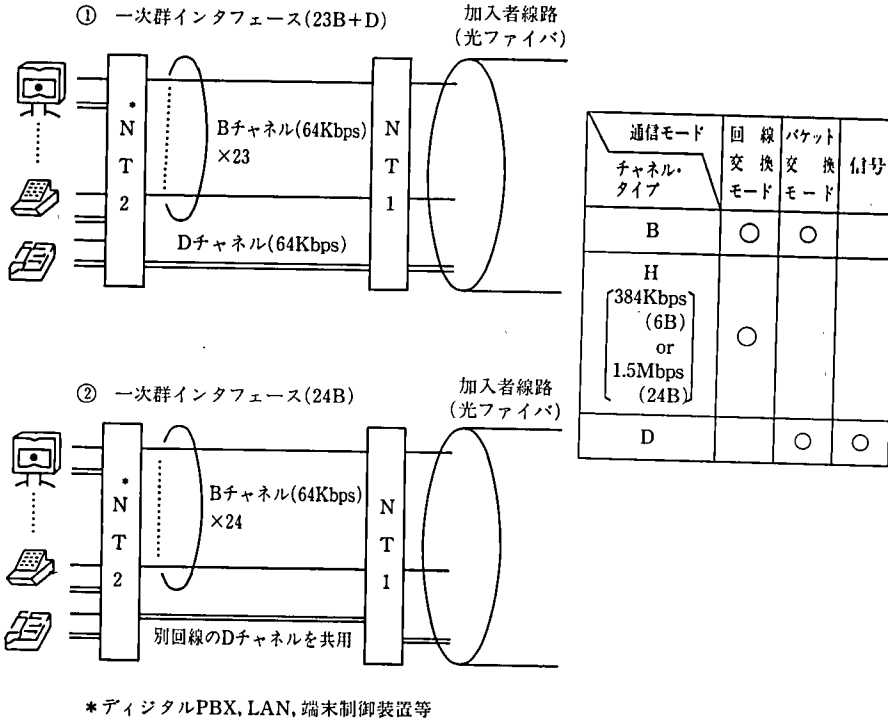 ① 一次群インタフェース(23B+D)
加入者線路
(光ファイバ)
*
N
T
2
Bチャネル(64Kbps)
×23
N
T
1
Dチャネル(64Kbps)
② 一次群インタフェース(24B)
加入者線路
(光ファイバ)
*
N
T
2
Bチャネル(64Kbps)
×24
N
T
1
別回線のDチャネルを共用
*ディジタルPBX, LAN, 端末制御装置等
通信モード
チャネル・
タイプ
回線
交換
モード
パケット
交換
モード
信号
B ○ ○
H
384Kbps
(6B)
or
1.5Mbps
(24B)
○
D ○ ○